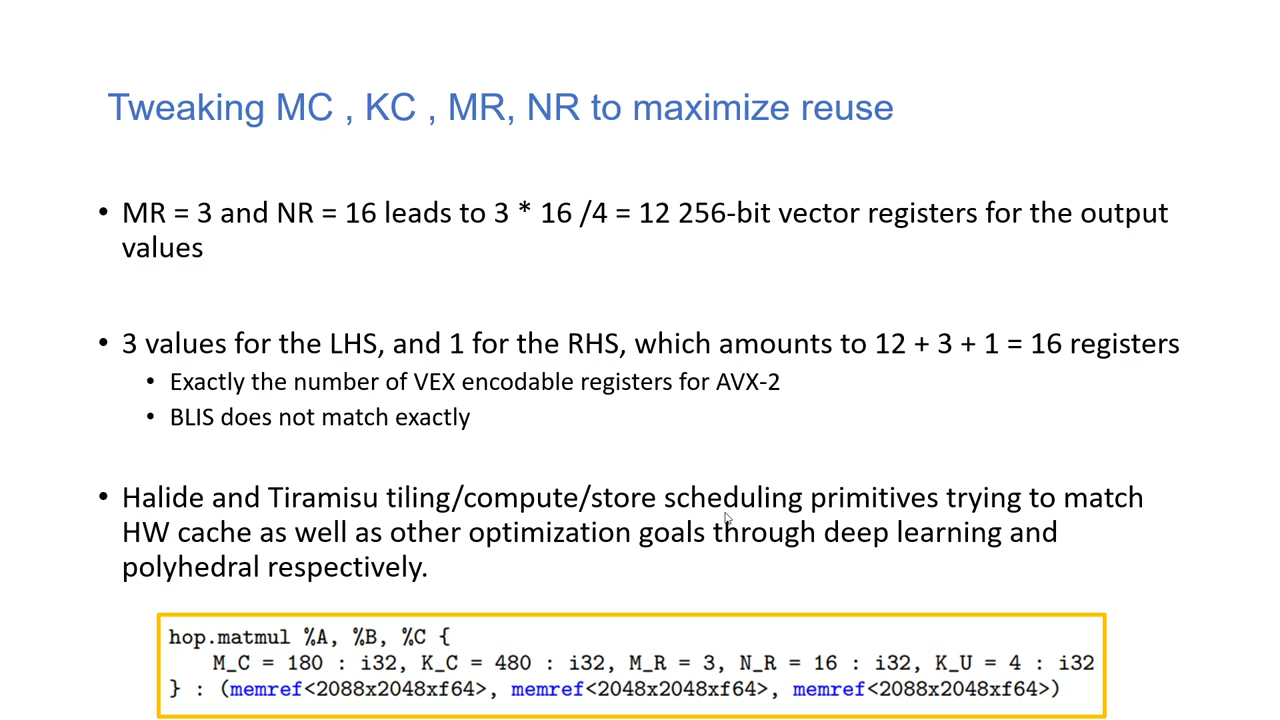 Tweaking MC , KC , MR, NR to maximize reuse
• MR = 3 and NR = 16 leads to 3 * 16 /4 = 12 256-bit vector registers for the output
values
• 3 values for the LHS, and 1 for the RHS, which amounts to 12 + 3 + 1 = 16 registers
• Exactly the number of VEX encodable registers for AVX-2
• BLIS does not match exactly
• Halide and Tiramisu tiling/compute/store scheduling primitives trying to match
HW cache as well as other optimization goals through deep learning and
polyhedral respectively.
hop.matmul %A, %B, %C {
M_C = 180 : i32, K_C = 480 : i32, M_R = 3, N_R = 16 : i32, K_U = 4 : i32
} : (memref<2088x2048xf64>, memref<2048x2048xf64>, memref<2088x2048xf64>)